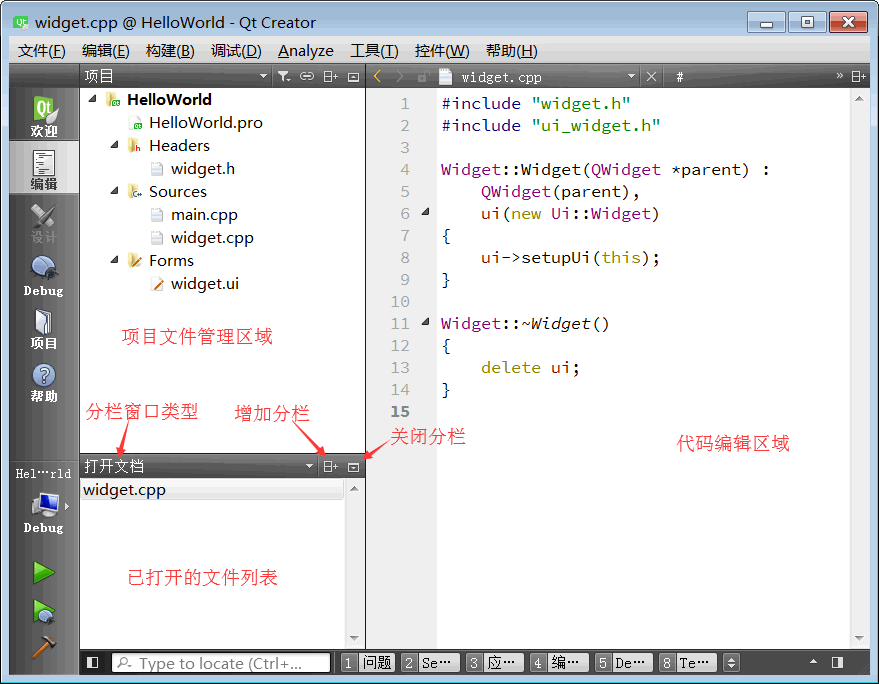 widget.cpp @ HelloWorld - Qt Creator
文件(F) 编辑(E) 构建(B) 调试(D) Analyze 工具(T) 控件(W) 帮助(H)
项目
widget.cpp
#
»
欢迎
编辑
设计
Debug
项目
帮助
Hel…rld
Debug
HelloWorld
HelloWorld.pro
Headers
widget.h
Sources
main.cpp
widget.cpp
Forms
widget.ui
项目文件管理区域
分栏窗口类型
增加分栏
关闭分栏
打开文档
widget.cpp
已打开的文件列表
1 #include "widget.h"
2 #include "ui_widget.h"
3
4 Widget::Widget(QWidget *parent) :
5 QWidget(parent),
6 ui(new Ui::Widget)
7 {
8 ui->setupUi(this);
9 }
10
11 Widget::~Widget()
12 {
13 delete ui;
14 }
15
代码编辑区域
Type to locate (Ctrl+...
1 问题 2 Se… 3 应… 4 编… 5 De… 8 Te…